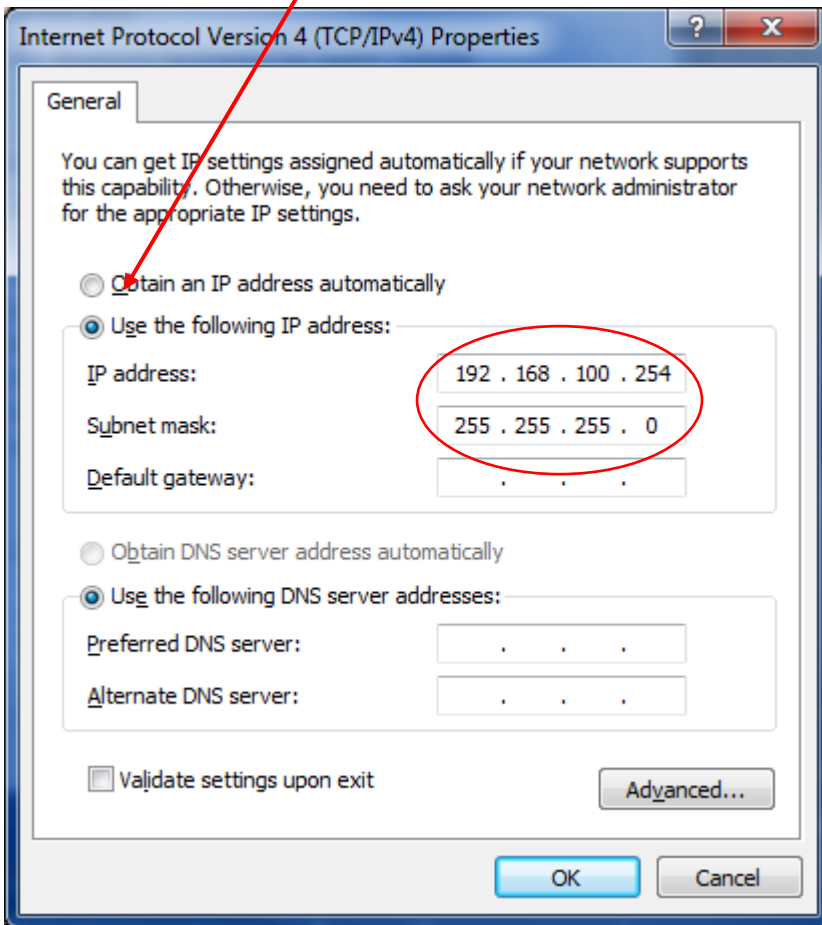 Internet Protocol Version 4 (TCP/IPv4) Properties
?
X
General
You can get IP settings assigned automatically if your network supports
this capability. Otherwise, you need to ask your network administrator
for the appropriate IP settings.
Obtain an IP address automatically
Use the following IP address:
IP address: 192 . 168 . 100 . 254
Subnet mask: 255 . 255 . 255 . 0
Default gateway: . . .
Obtain DNS server address automatically
Use the following DNS server addresses:
Preferred DNS server: . . .
Alternate DNS server: . . .
Validate settings upon exit
Advanced...
OK Cancel